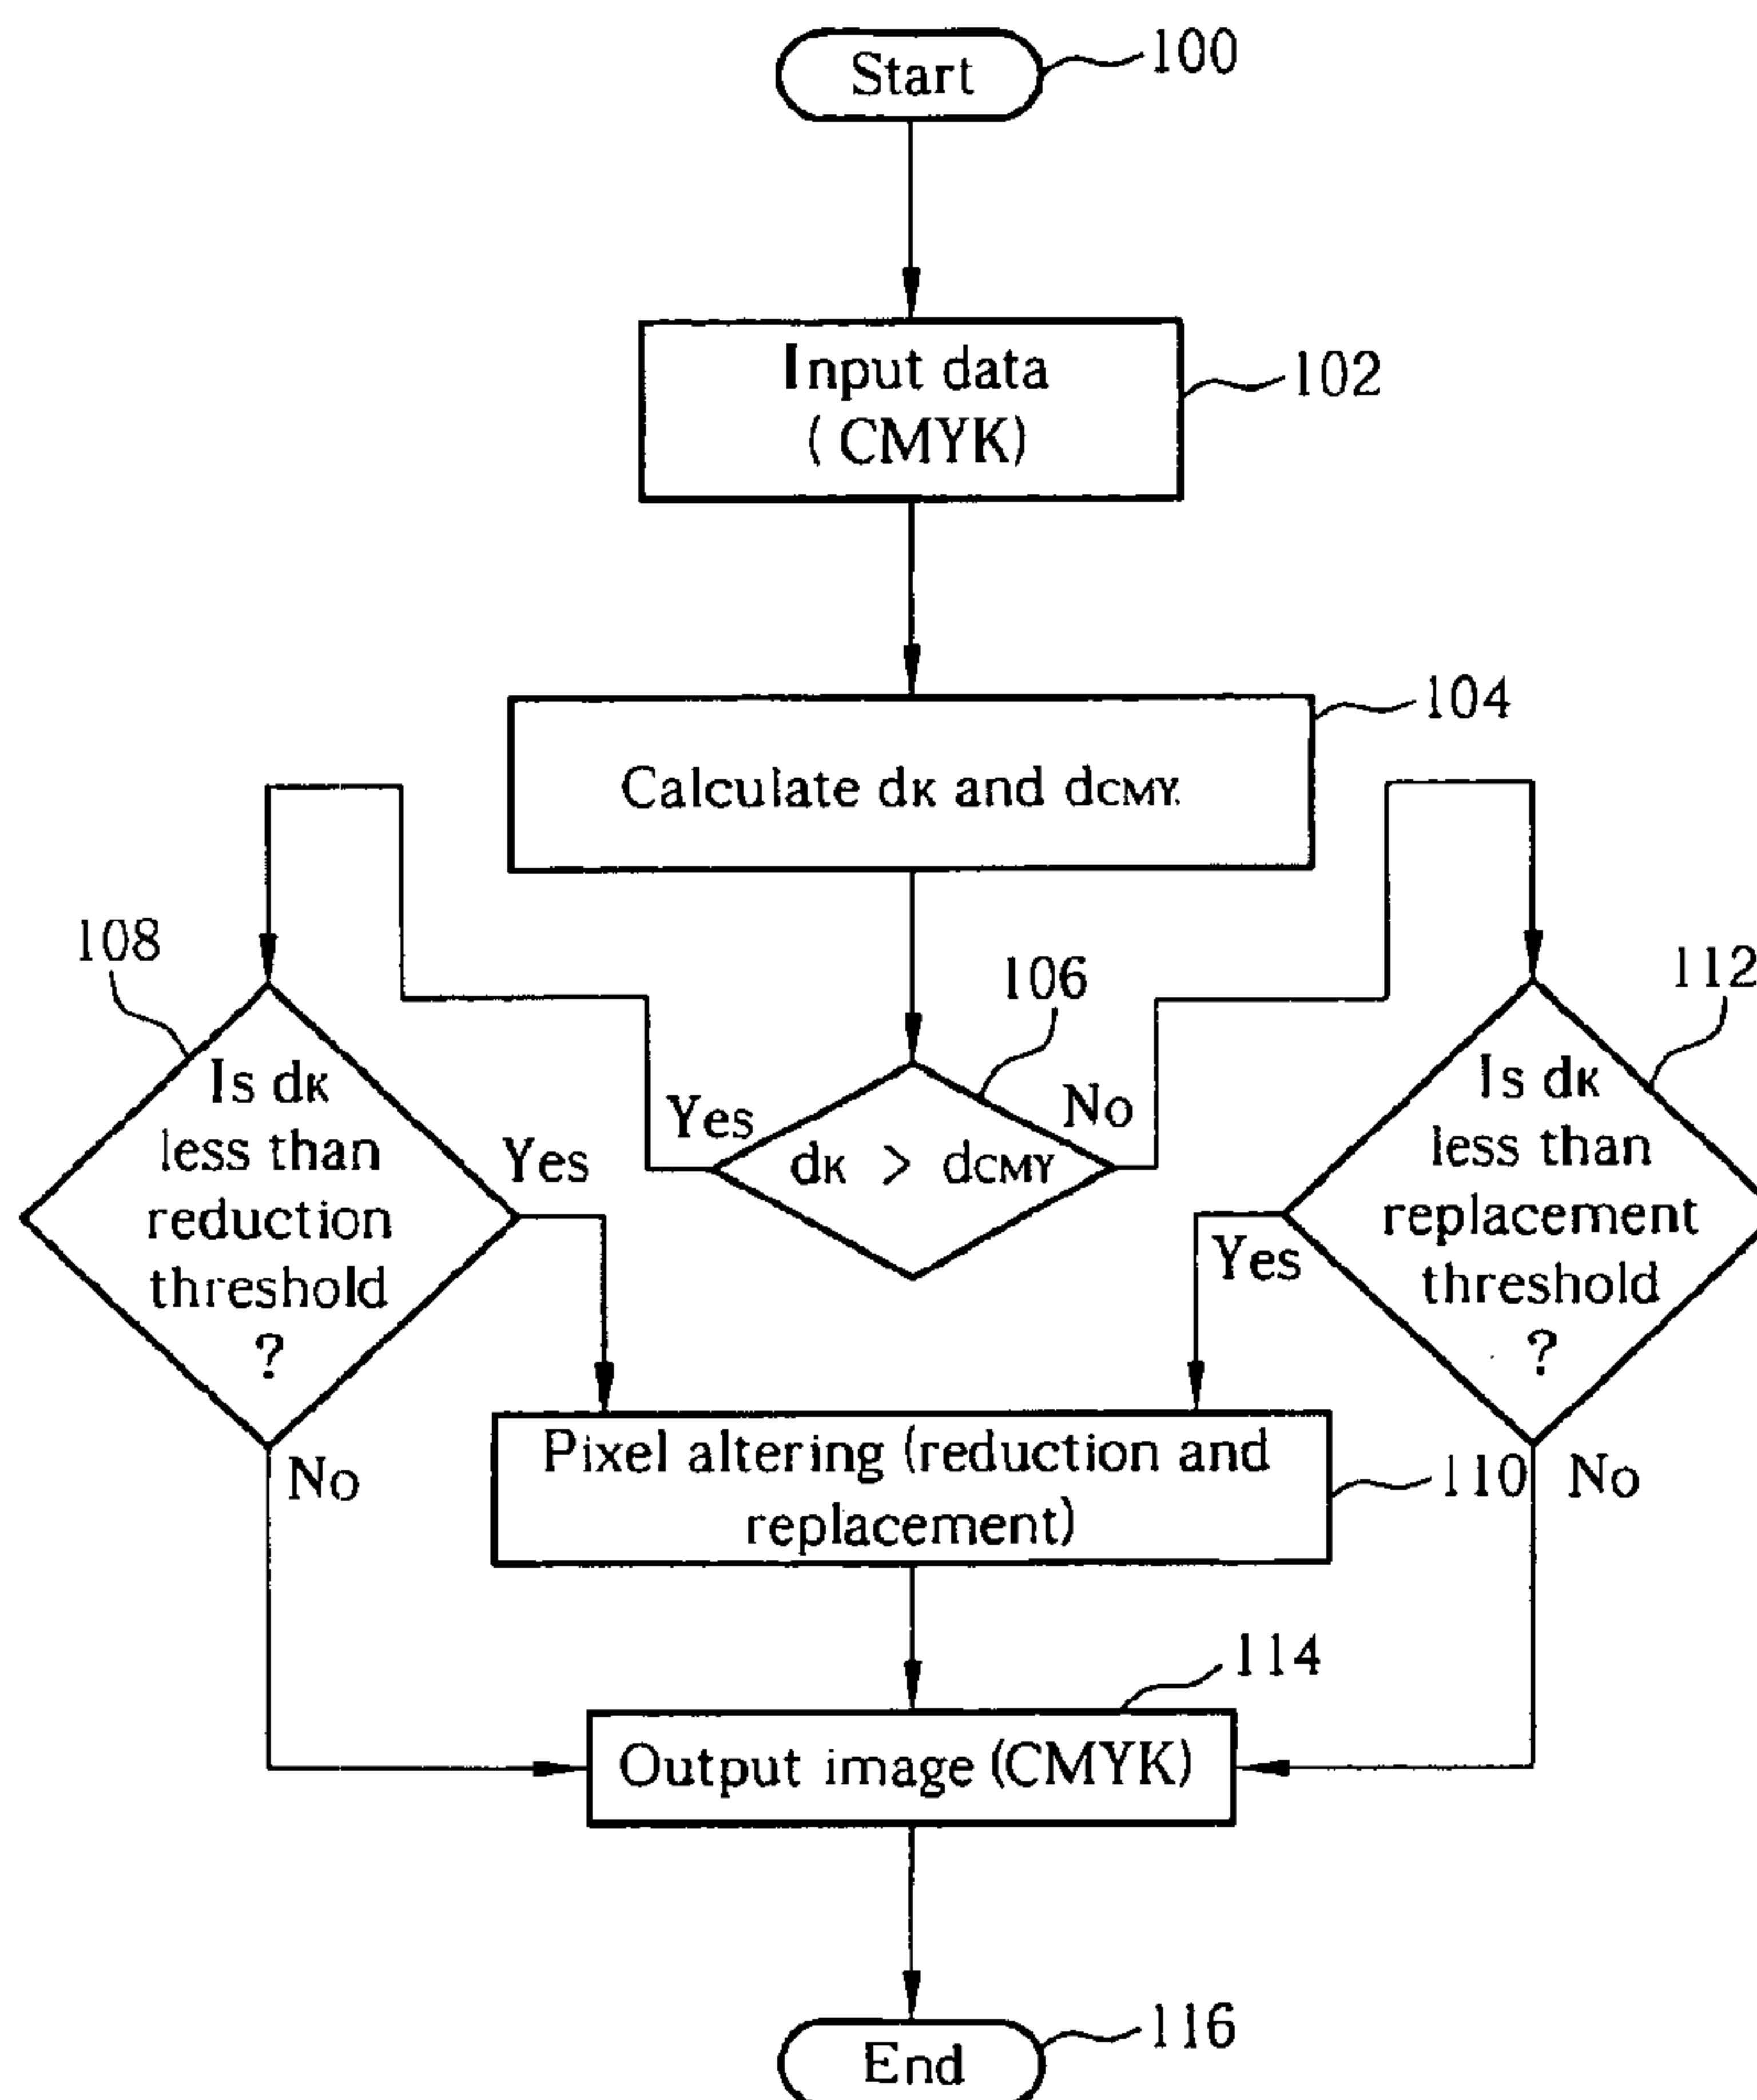 Start
100
Input data
( CMYK)
102
Calculate dK and dCMY.
104
108
106
112
Is dK
less than
reduction
threshold
?
Yes
Yes
dK > dCMY
No
Is dK
less than
replacement
threshold
?
Yes
No
Pixel altering (reduction and
replacement)
110
No
114
Output image (CMYK)
End
116